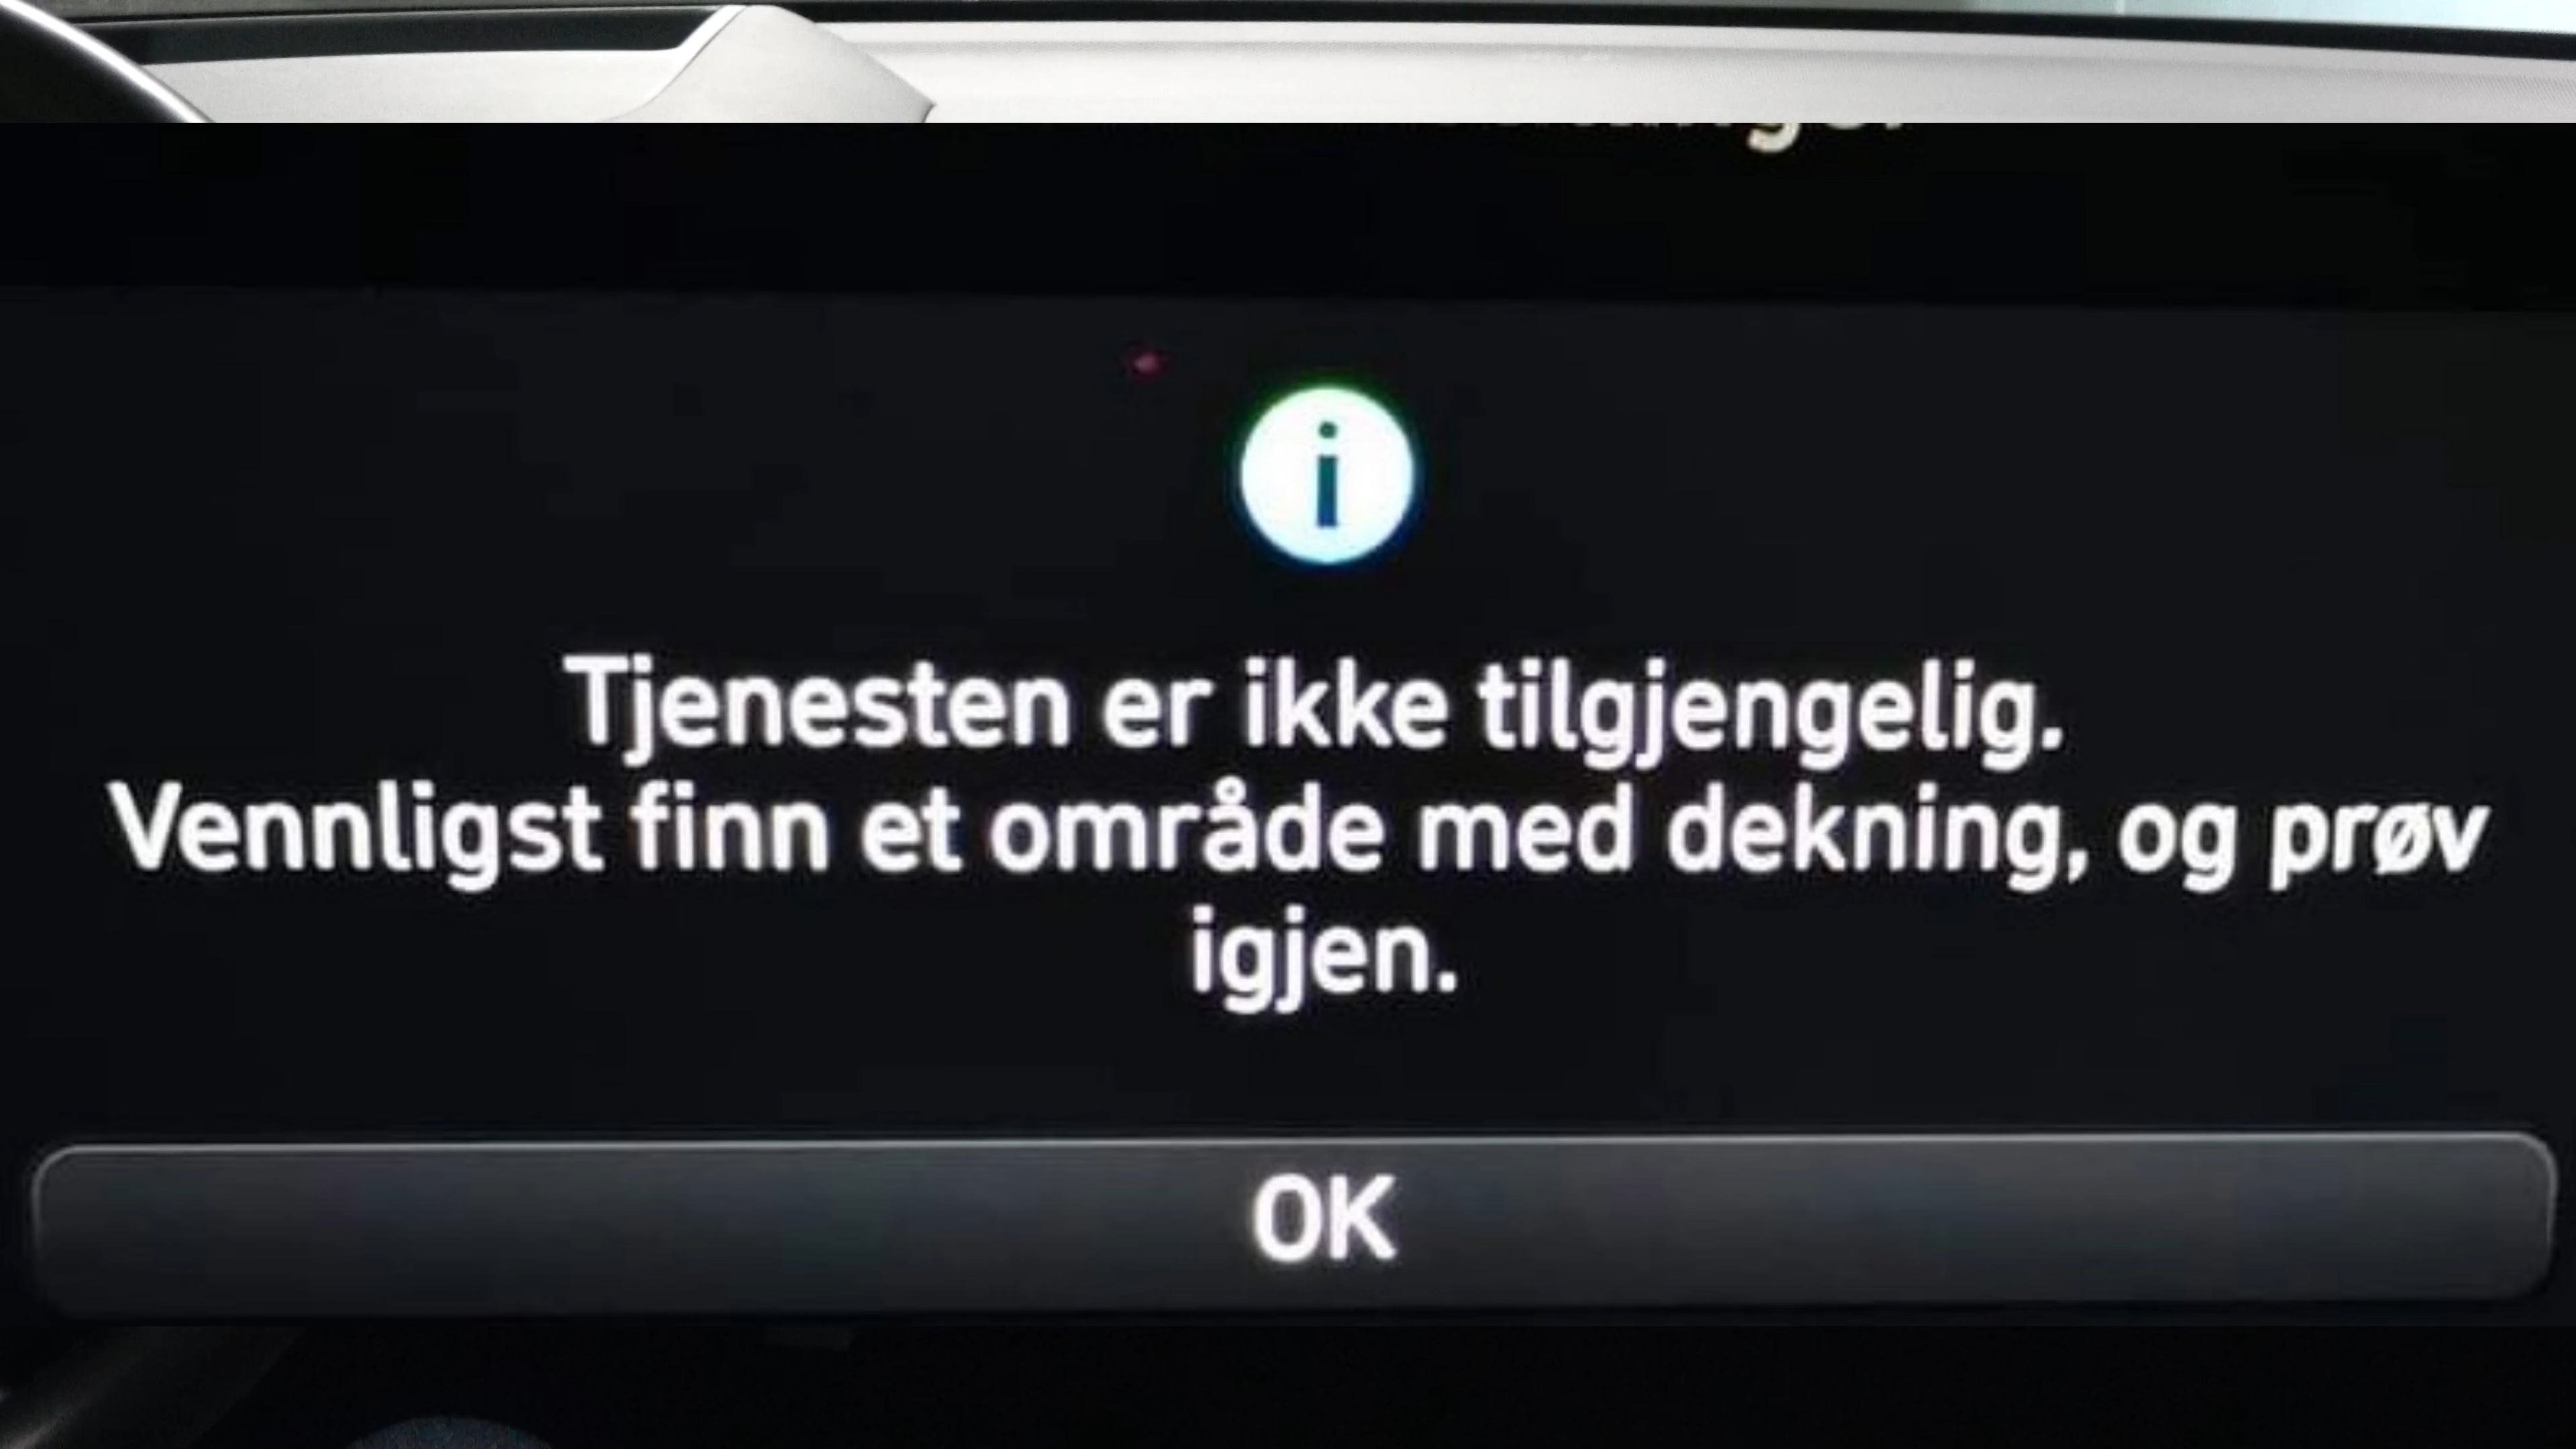 Tjenesten er ikke tilgjengelig.
Vennligst finn et område med dekning, og prøv
igjen.
OK